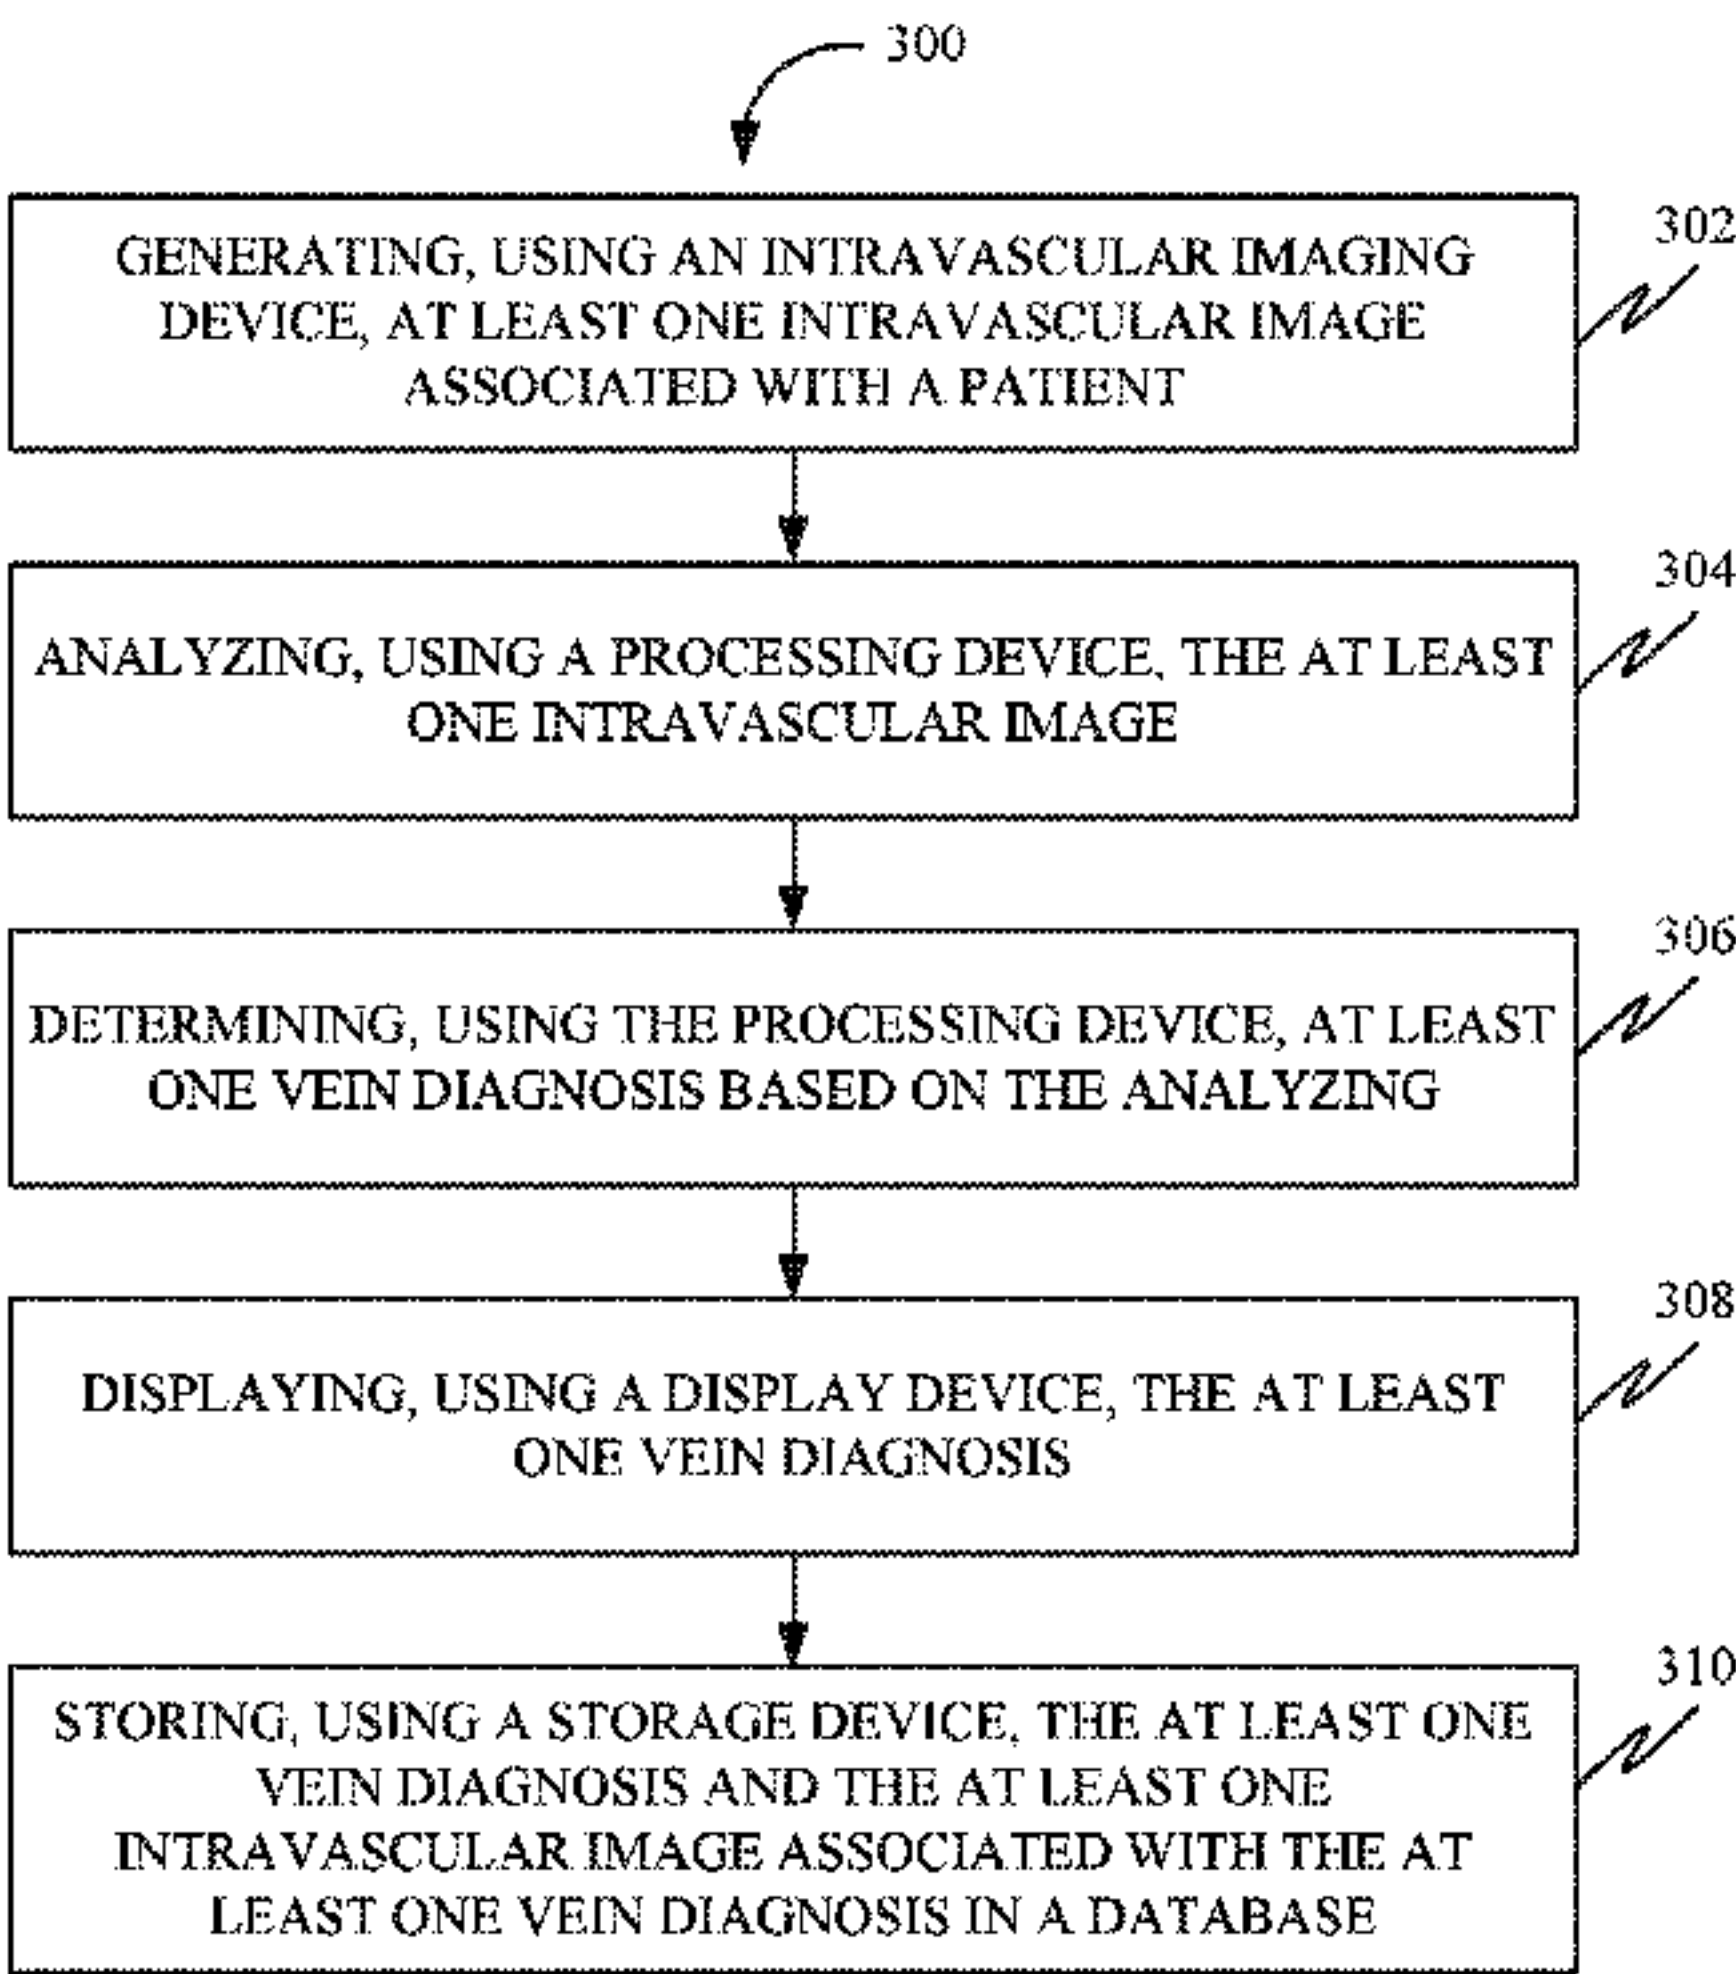 300
302
GENERATING, USING AN INTRAVASCULAR IMAGING
DEVICE, AT LEAST ONE INTRAVASCULAR IMAGE
ASSOCIATED WITH A PATIENT
304
ANALYZING, USING A PROCESSING DEVICE, THE AT LEAST
ONE INTRAVASCULAR IMAGE
306
DETERMINING, USING THE PROCESSING DEVICE, AT LEAST
ONE VEIN DIAGNOSIS BASED ON THE ANALYZING
308
DISPLAYING, USING A DISPLAY DEVICE, THE AT LEAST
ONE VEIN DIAGNOSIS
310
STORING, USING A STORAGE DEVICE, THE AT LEAST ONE
VEIN DIAGNOSIS AND THE AT LEAST ONE
INTRAVASCULAR IMAGE ASSOCIATED WITH THE AT
LEAST ONE VEIN DIAGNOSIS IN A DATABASE